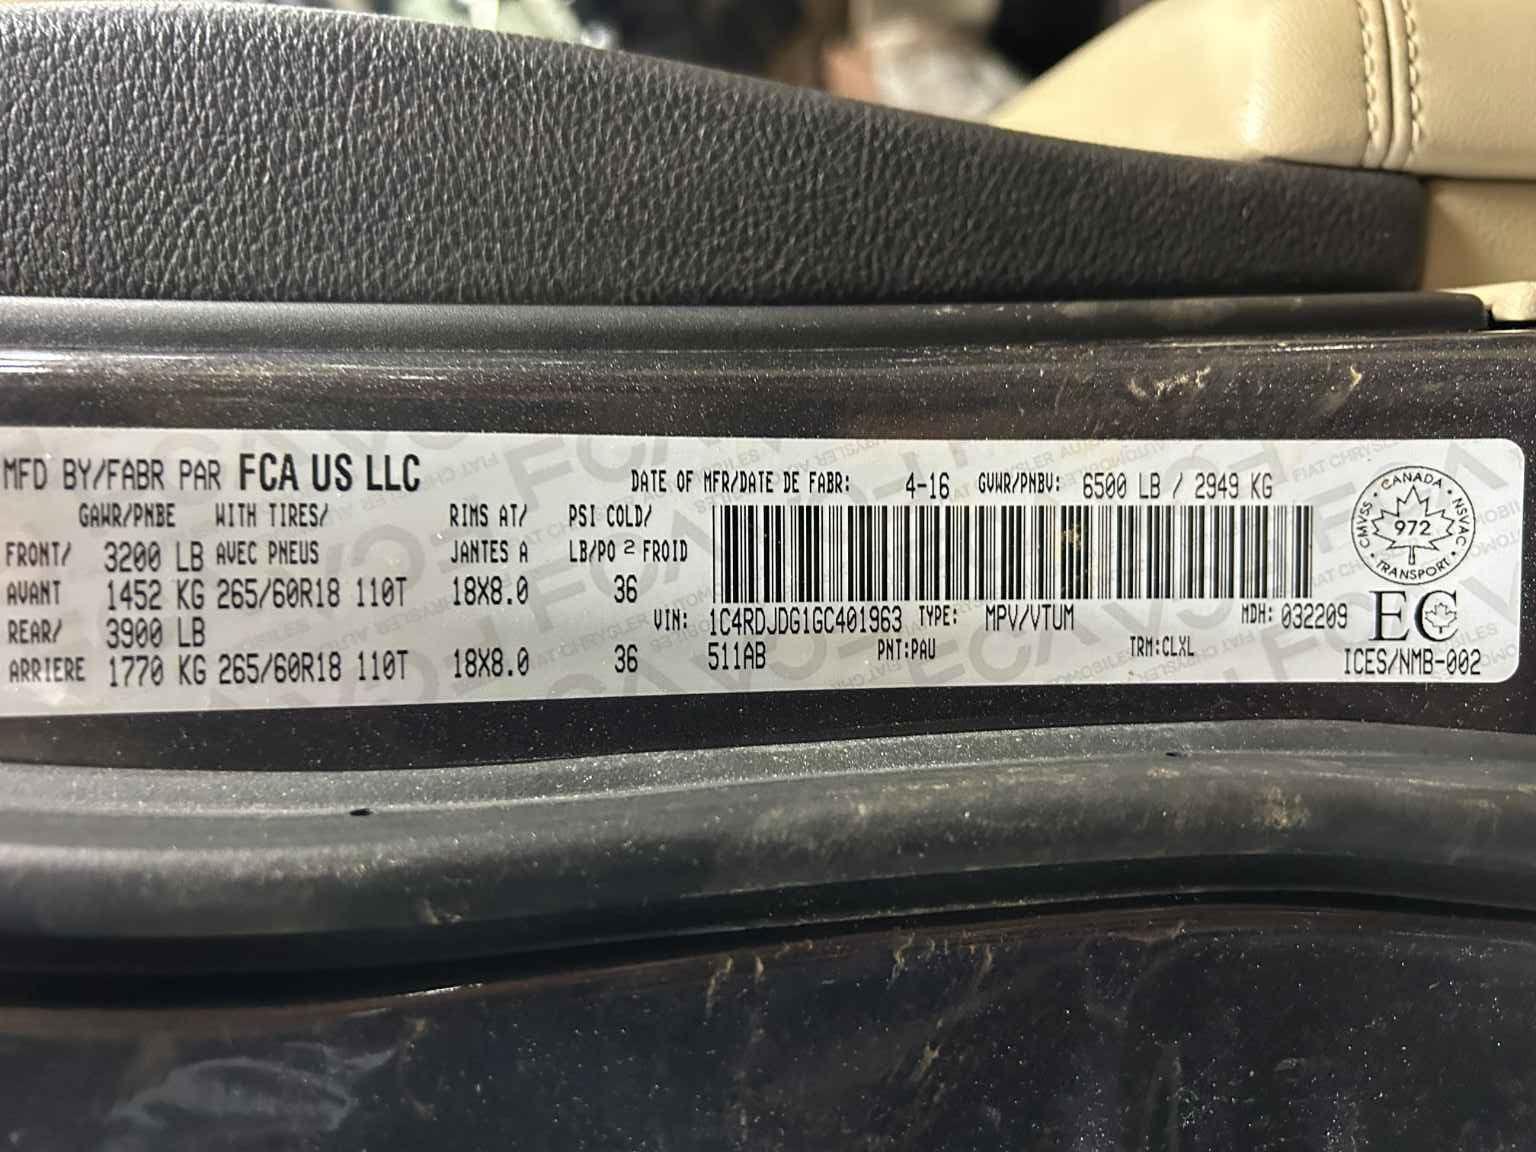 MFD BY/FABR PAR FCA US LLC
DATE OF MFR/DATE DE FABR: 4-16 GVWR/PNBV: 6500 LB / 2949 KG
GAWR/PNBE WITH TIRES/ RIMS AT/ PSI COLD/
FRONT/ 3200 LB AVEC PNEUS JANTES A LB/PO 2 FROID
AVANT 1452 KG 265/60R18 110T 18X8.0 36
REAR/ 3900 LB
ARRIERE 1770 KG 265/60R18 110T 18X8.0 36
VIN: 1C4RDJDG1GC401963 TYPE: MPV/VTUM MDH: 032209
511AB PNT:PAU TRM:CLXL
CANADA
CMVSS 972 NSVAC
TRANSPORT
EC
ICES/NMB-002